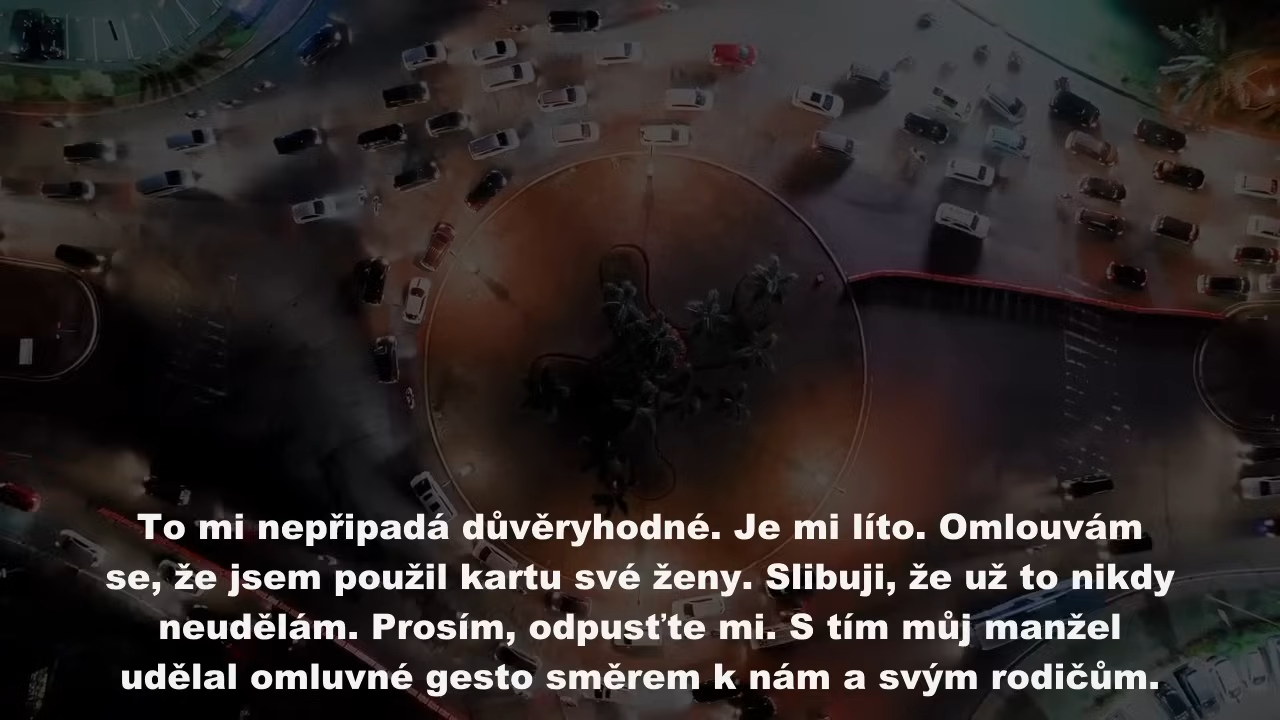 To mi nepřipadá důvěryhodné. Je mi líto. Omlouvám
se, že jsem použil kartu své ženy. Slibuji, že už to nikdy
neudělám. Prosím, odpusťte mi. S tím můj manžel
udělal omluvné gesto směrem k nám a svým rodičům.